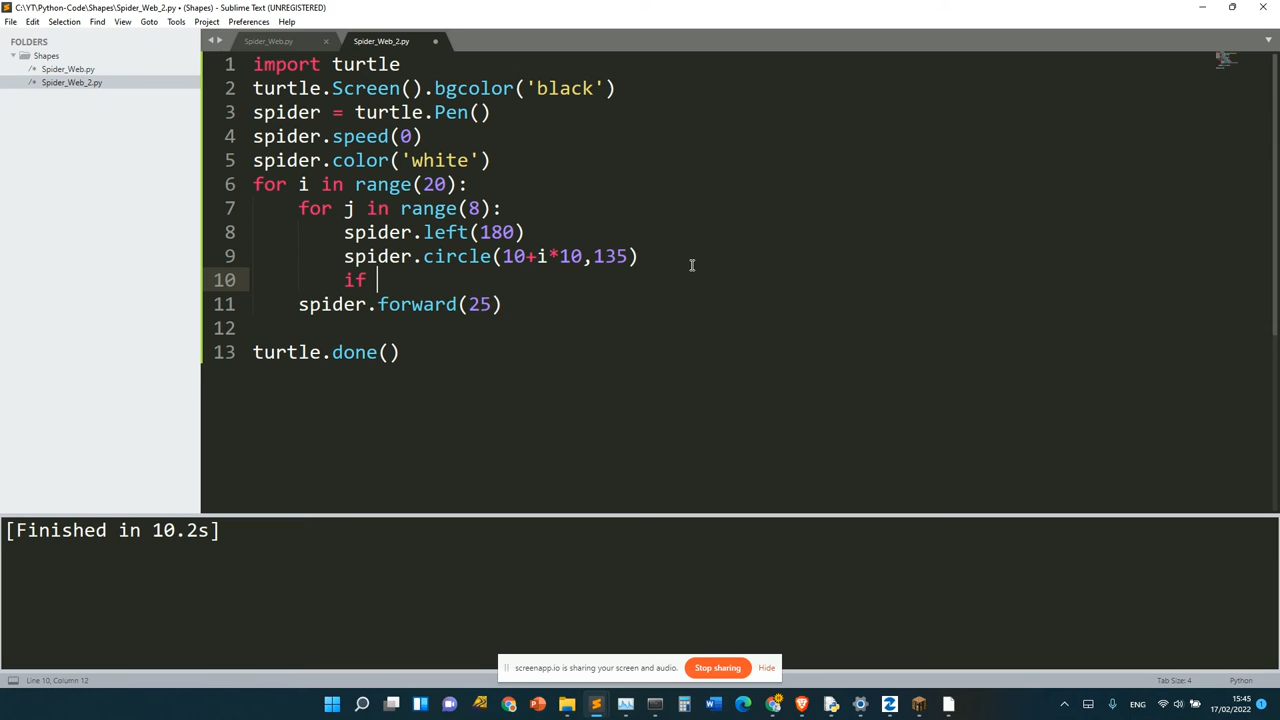 C:\YT\Python-Code\Shapes\Spider_Web_2.py • (Shapes) - Sublime Text (UNREGISTERED)
File Edit Selection Find View Goto Tools Project Preferences Help
FOLDERS
Shapes
Spider_Web.py
Spider_Web_2.py
Spider_Web.py Spider_Web_2.py
1 import turtle
2 turtle.Screen().bgcolor('black')
3 spider = turtle.Pen()
4 spider.speed(0)
5 spider.color('white')
6 for i in range(20):
7 for j in range(8):
8 spider.left(180)
9 spider.circle(10+i*10,135)
10 if
11 spider.forward(25)
12
13 turtle.done()
[Finished in 10.2s]
screenapp.io is sharing your screen and audio. Stop sharing Hide
Line 10, Column 12 Tab Size: 4 Python
ENG
15:45
17/02/2022